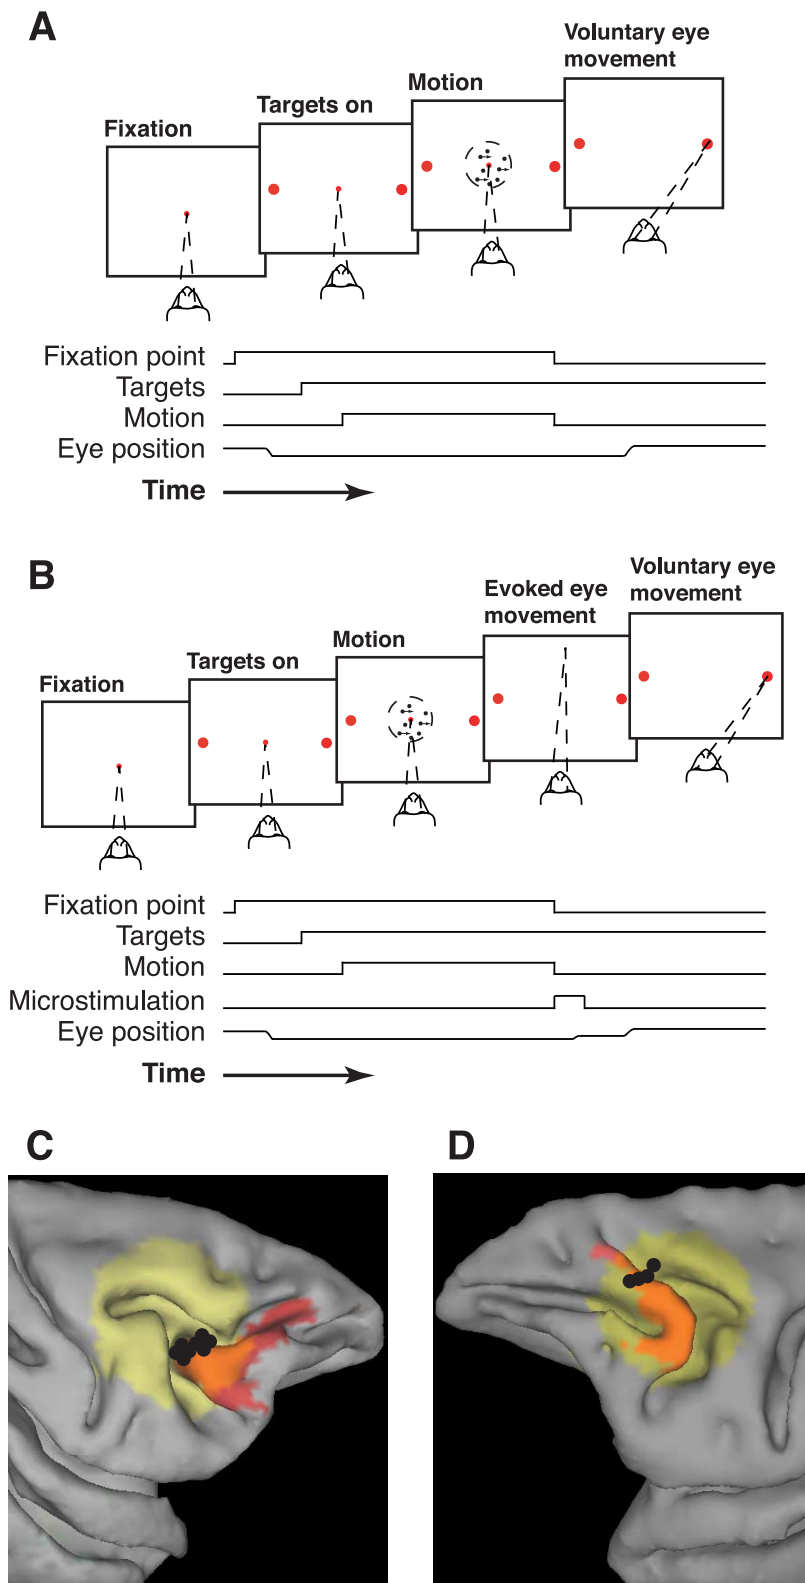 A
Fixation
Targets on
Motion
Voluntary eye
movement
Fixation point
Targets
Motion
Eye position
Time
B
Fixation
Targets on
Motion
Evoked eye
movement
Voluntary eye
movement
Fixation point
Targets
Motion
Microstimulation
Eye position
Time
C
D